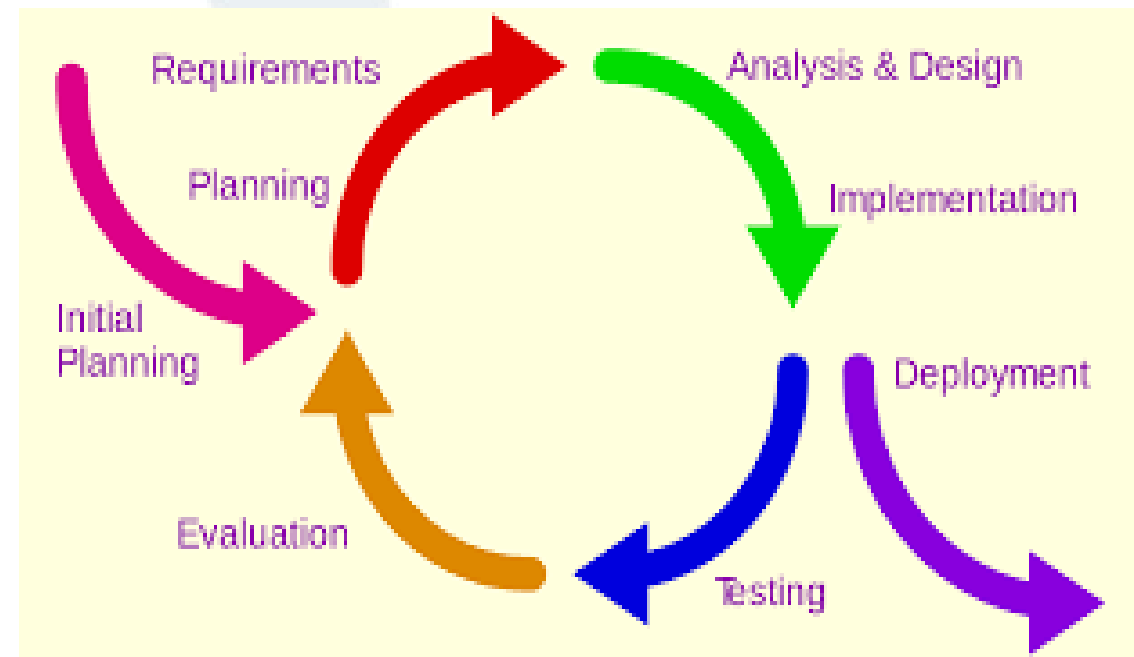 Requirements
Analysis & Design
Planning
Implementation
Initial
Planning
Deployment
Evaluation
Testing